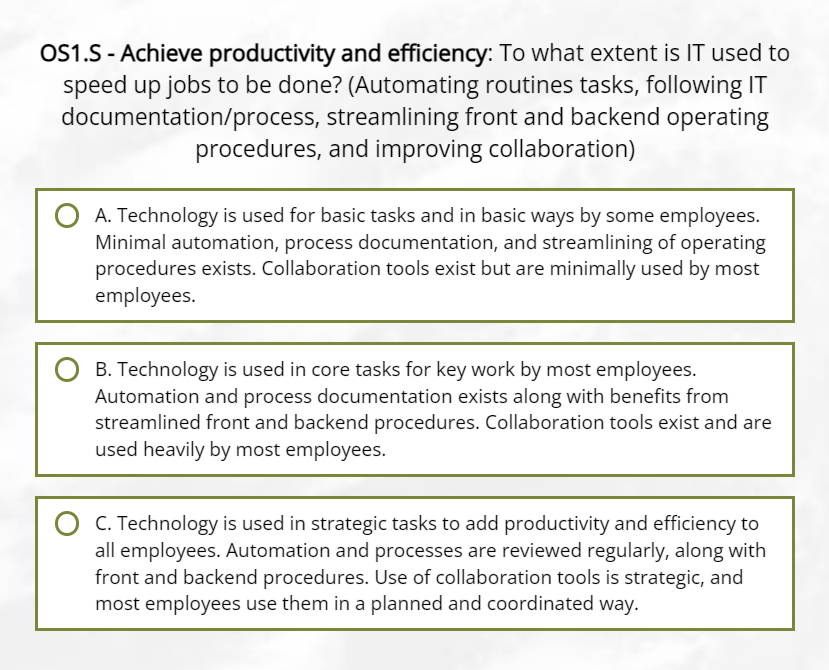 OS1.S - Achieve productivity and efficiency: To what extent is IT used to
speed up jobs to be done? (Automating routines tasks, following IT
documentation/process, streamlining front and backend operating
procedures, and improving collaboration)
A. Technology is used for basic tasks and in basic ways by some employees.
Minimal automation, process documentation, and streamlining of operating
procedures exists. Collaboration tools exist but are minimally used by most
employees.
B. Technology is used in core tasks for key work by most employees.
Automation and process documentation exists along with benefits from
streamlined front and backend procedures. Collaboration tools exist and are
used heavily by most employees.
C. Technology is used in strategic tasks to add productivity and efficiency to
all employees. Automation and processes are reviewed regularly, along with
front and backend procedures. Use of collaboration tools is strategic, and
most employees use them in a planned and coordinated way.